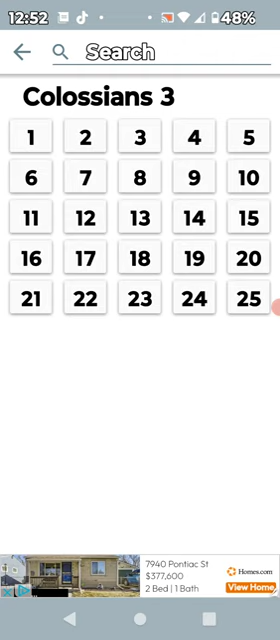 12:52
48%
Search
Colossians 3
1 2 3 4 5
6 7 8 9 10
11 12 13 14 15
16 17 18 19 20
21 22 23 24 25
7940 Pontiac St
$377,600
2 Bed | 1 Bath
Homes.com
View Home